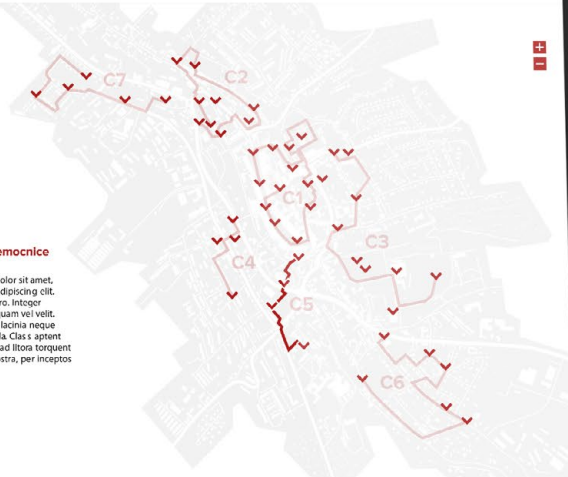 C7
C2
C1
C3
C4
C5
C6
emocnice
olor sit amet,
dipiscing elit.
ro. Integer
uam vel velit.
lacinia neque
la. Class aptent
ad litora torquent
ostra, per inceptos